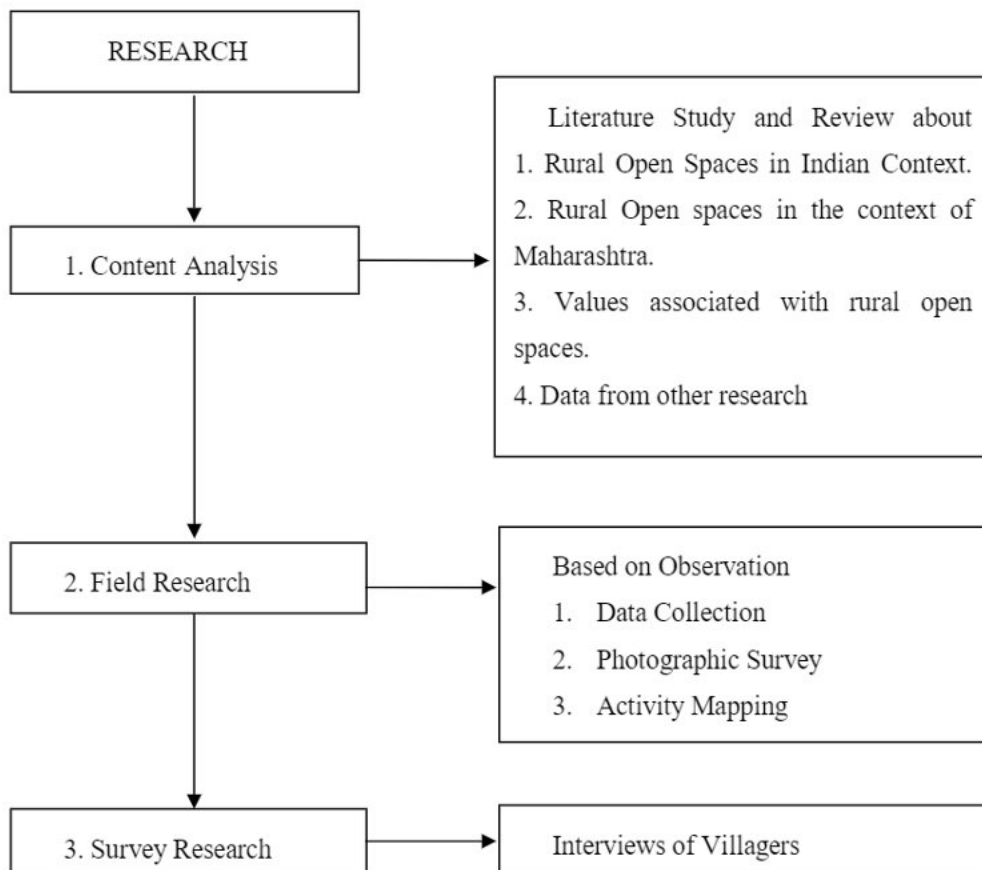 RESEARCH
Literature Study and Review about
1. Rural Open Spaces in Indian Context.
2. Rural Open spaces in the context of
Maharashtra.
3. Values associated with rural open
spaces.
4. Data from other research
1. Content Analysis
2. Field Research
Based on Observation
1. Data Collection
2. Photographic Survey
3. Activity Mapping
3. Survey Research
Interviews of Villagers